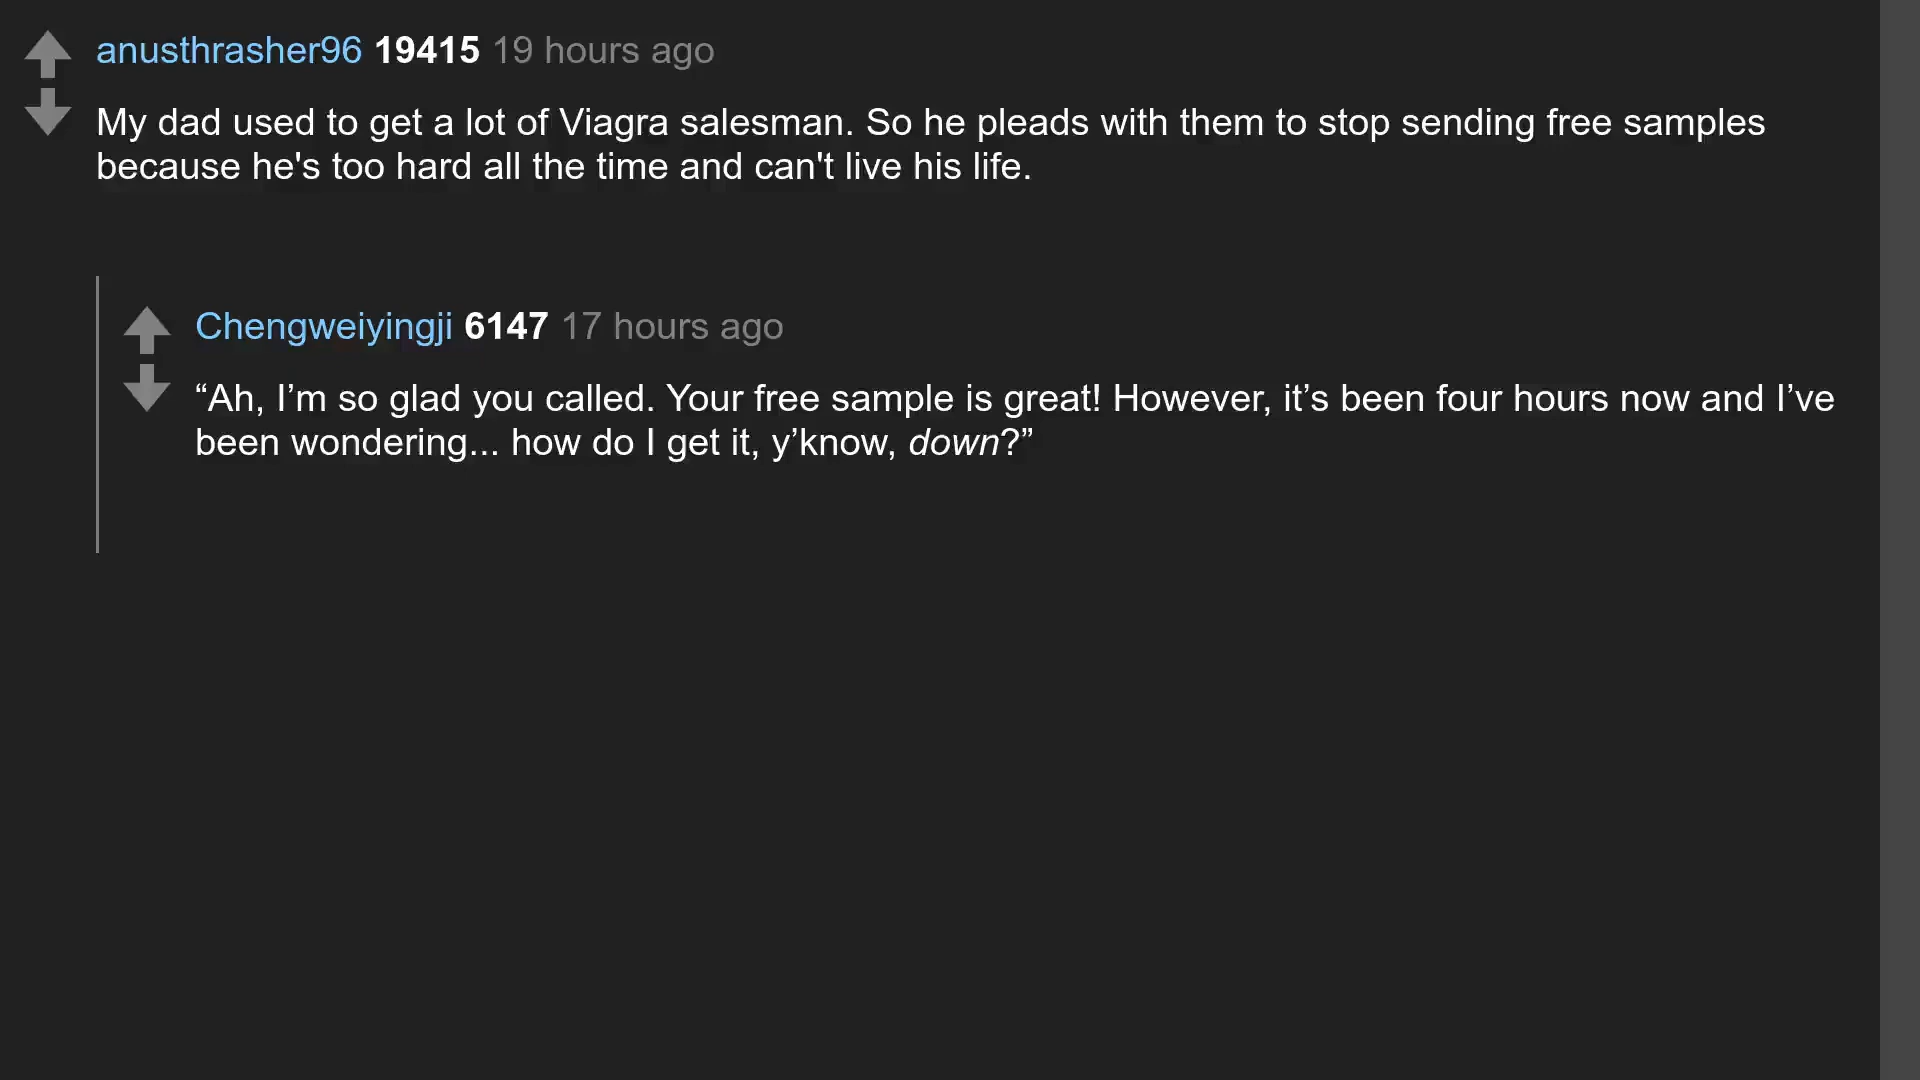 anusthrasher96 19415 19 hours ago
My dad used to get a lot of Viagra salesman. So he pleads with them to stop sending free samples
because he's too hard all the time and can't live his life.
Chengweiyingji 6147 17 hours ago
“Ah, I’m so glad you called. Your free sample is great! However, it’s been four hours now and I’ve
been wondering... how do I get it, y’know, down?”